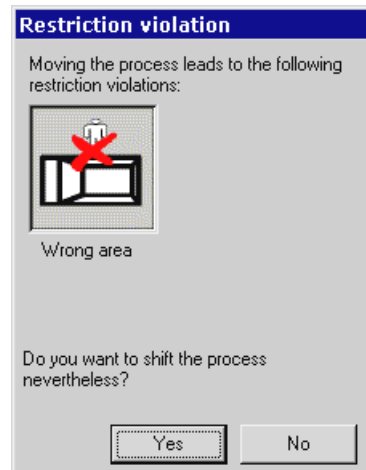 Restriction violation
Moving the process leads to the following
restriction violations:
Wrong area
Do you want to shift the process
nevertheless?
Yes
No